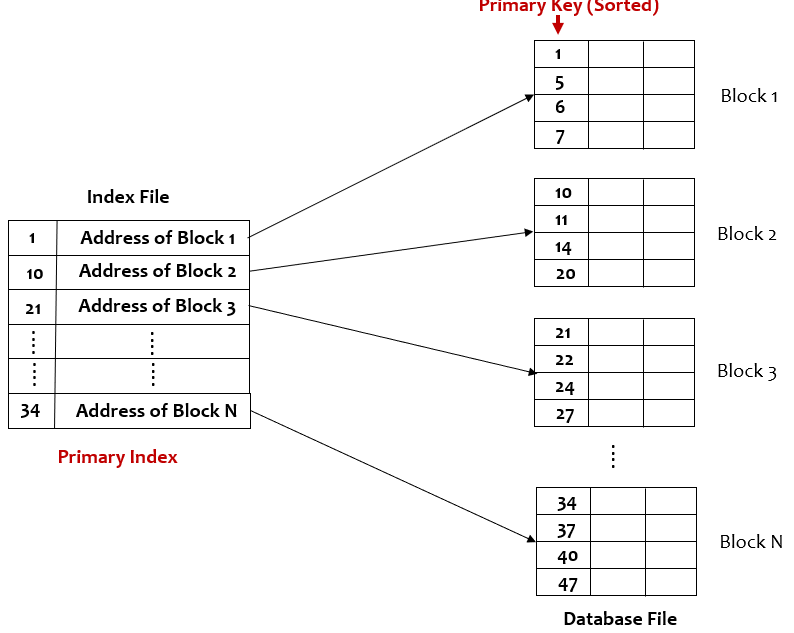 Primary Key (Sorted)
1
5
6
7
Block 1
10
11
14
20
Block 2
Index File
1 Address of Block 1
10 Address of Block 2
21 Address of Block 3
⋮ ⋮
⋮ ⋮
34 Address of Block N
Primary Index
21
22
24
27
Block 3
⋮
34
37
40
47
Block N
Database File